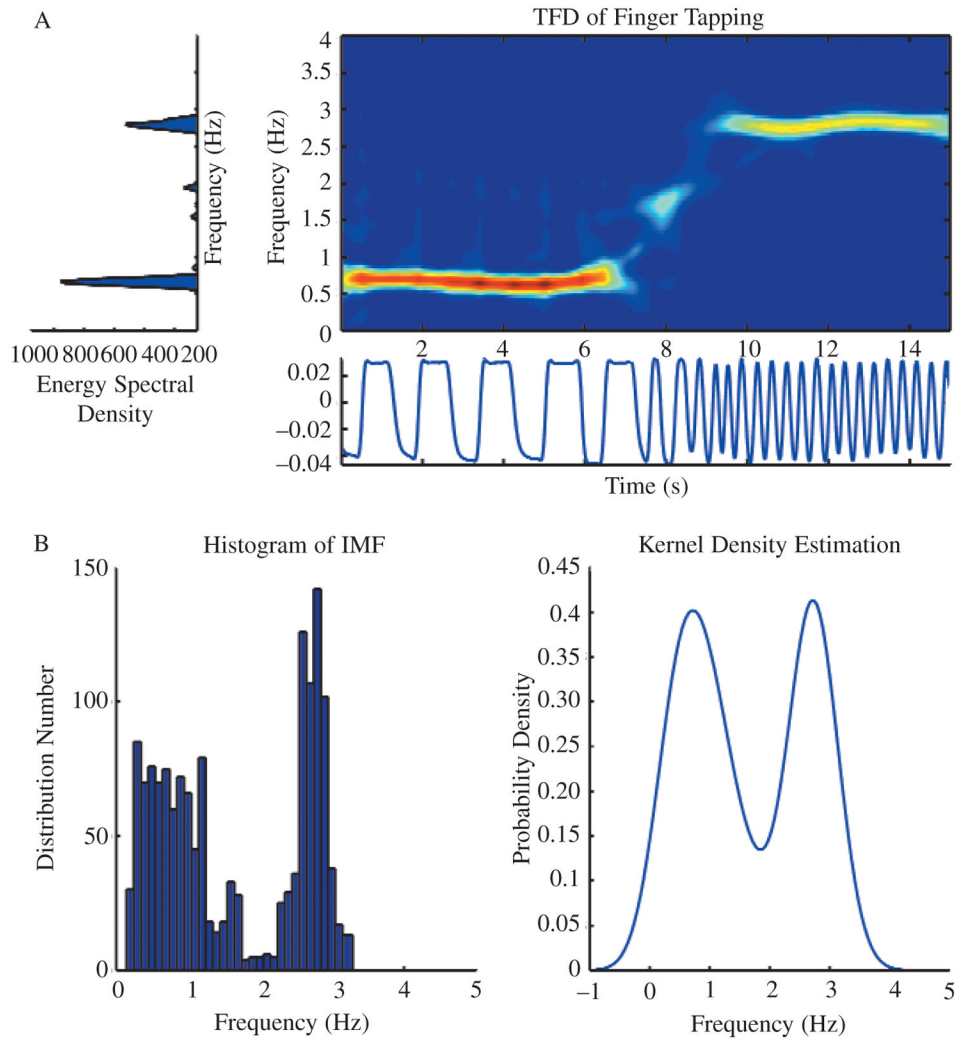 A
TFD of Finger Tapping
Frequency (Hz)
1000 800 600 400 200
Energy Spectral
Density
4
3.5
3
2.5
2
1.5
1
0.5
0
Frequency (Hz)
2 4 6 8 10 12 14
0.02
0
–0.02
–0.04
Time (s)
B
Histogram of IMF
150
100
50
0
Distribution Number
0 1 2 3 4 5
Frequency (Hz)
Kernel Density Estimation
0.45
0.4
0.35
0.30
0.25
0.20
0.15
0.1
0.05
0
Probability Density
–1 0 1 2 3 4 5
Frequency (Hz)